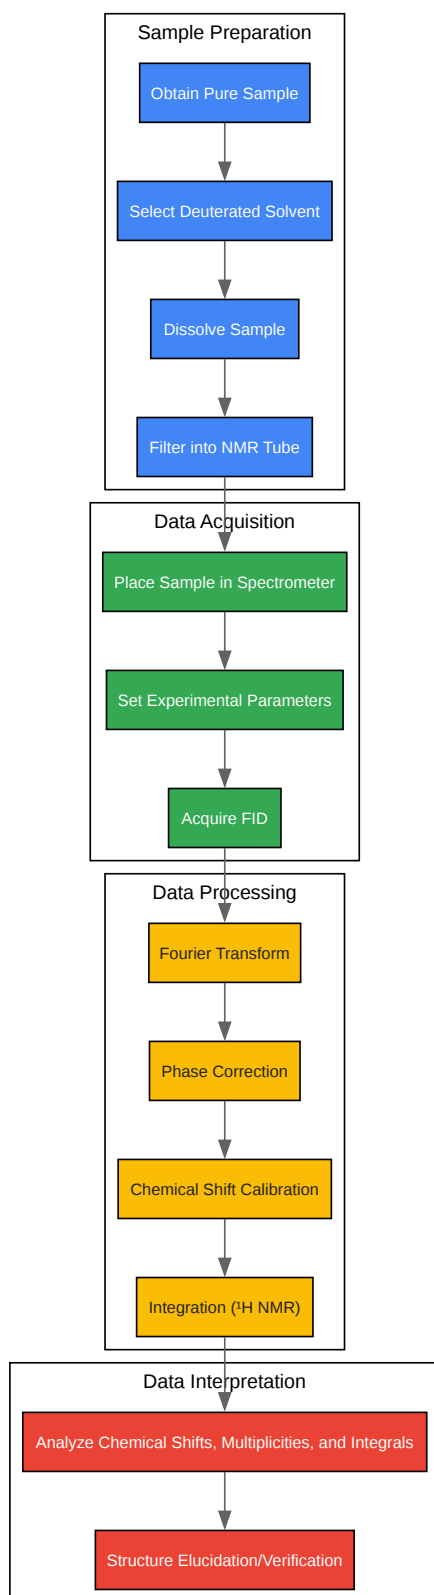 Sample Preparation
Obtain Pure Sample
Select Deuterated Solvent
Dissolve Sample
Filter into NMR Tube
Data Acquisition
Place Sample in Spectrometer
Set Experimental Parameters
Acquire FID
Data Processing
Fourier Transform
Phase Correction
Chemical Shift Calibration
Integration (¹H NMR)
Data Interpretation
Analyze Chemical Shifts, Multiplicities, and Integrals
Structure Elucidation/Verification